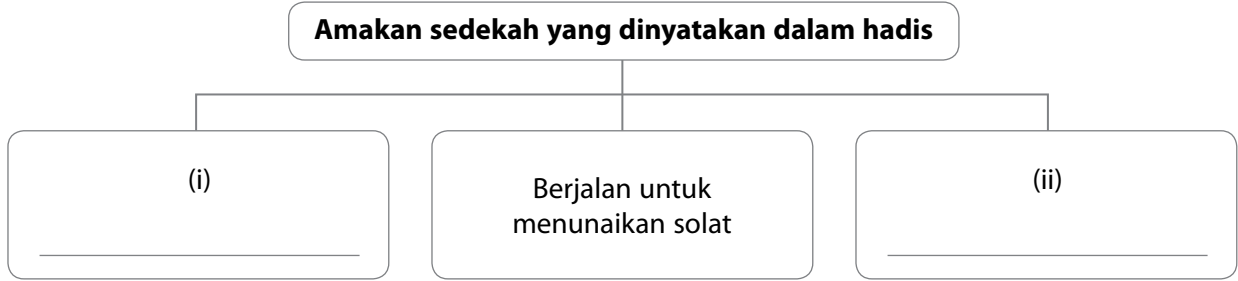 Amakan sedekah yang dinyatakan dalam hadis
(i)
Berjalan untuk
menunaikan solat
(ii)